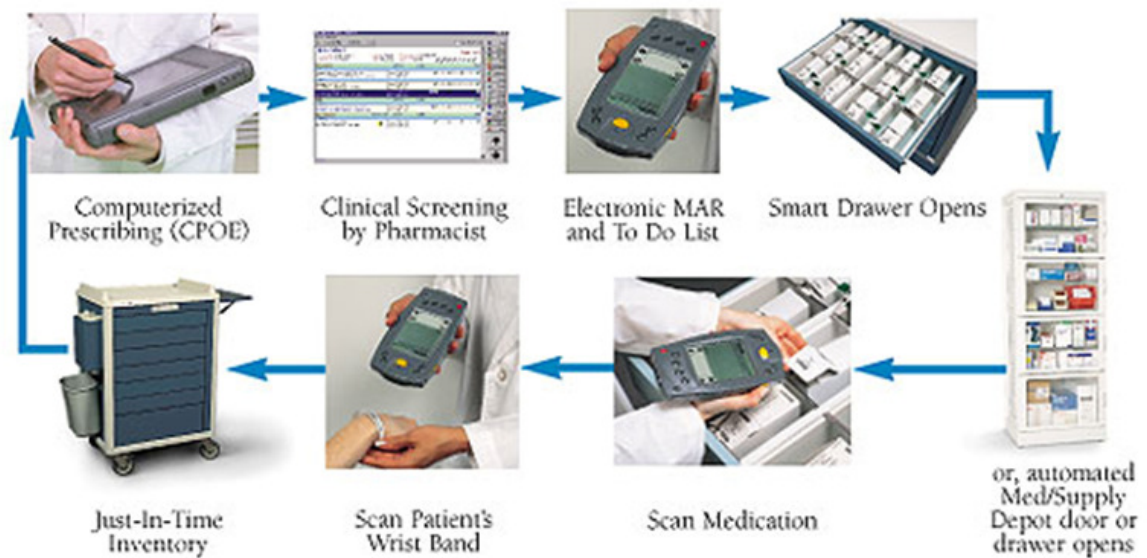 Computerized
Prescribing (CPOE)
Clinical Screening
by Pharmacist
Electronic MAR
and To Do List
Smart Drawer Opens
or, automated
Med/Supply
Depot door or
drawer opens
Scan Medication
Scan Patient's
Wrist Band
Just-In-Time
Inventory